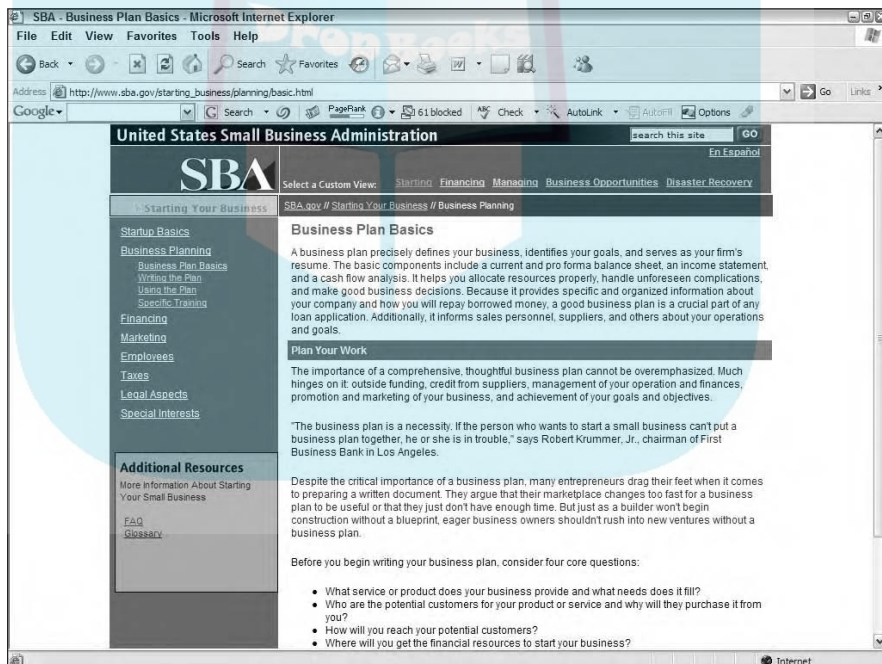 SBA - Business Plan Basics - Microsoft Internet Explorer
File Edit View Favorites Tools Help
Back Search Favorites
Address http://www.sba.gov/starting_business/planning/basic.html Go Links
Google Search PageRank 61 blocked Check AutoLink AutoFill Options
United States Small Business Administration search this site GO
En Español
SBA Select a Custom View: Starting Financing Managing Business Opportunities Disaster Recovery
Starting Your Business
SBA.gov // Starting Your Business // Business Planning
Startup Basics
Business Planning
Business Plan Basics
Writing the Plan
Using the Plan
Specific Training
Financing
Marketing
Employees
Taxes
Legal Aspects
Special Interests
Additional Resources
More Information About Starting
Your Small Business
FAQ
Glossary
Business Plan Basics
A business plan precisely defines your business, identifies your goals, and serves as your firm's
resume. The basic components include a current and pro forma balance sheet, an income statement,
and a cash flow analysis. It helps you allocate resources properly, handle unforeseen complications,
and make good business decisions. Because it provides specific and organized information about
your company and how you will repay borrowed money, a good business plan is a crucial part of any
loan application. Additionally, it informs sales personnel, suppliers, and others about your operations
and goals.
Plan Your Work
The importance of a comprehensive, thoughtful business plan cannot be overemphasized. Much
hinges on it: outside funding, credit from suppliers, management of your operation and finances,
promotion and marketing of your business, and achievement of your goals and objectives.
"The business plan is a necessity. If the person who wants to start a small business can't put a
business plan together, he or she is in trouble," says Robert Krummer, Jr., chairman of First
Business Bank in Los Angeles.
Despite the critical importance of a business plan, many entrepreneurs drag their feet when it comes
to preparing a written document. They argue that their marketplace changes too fast for a business
plan to be useful or that they just don't have enough time. But just as a builder won't begin
construction without a blueprint, eager business owners shouldn't rush into new ventures without a
business plan.
Before you begin writing your business plan, consider four core questions:
• What service or product does your business provide and what needs does it fill?
• Who are the potential customers for your product or service and why will they purchase it from
you?
• How will you reach your potential customers?
• Where will you get the financial resources to start your business?
Internet